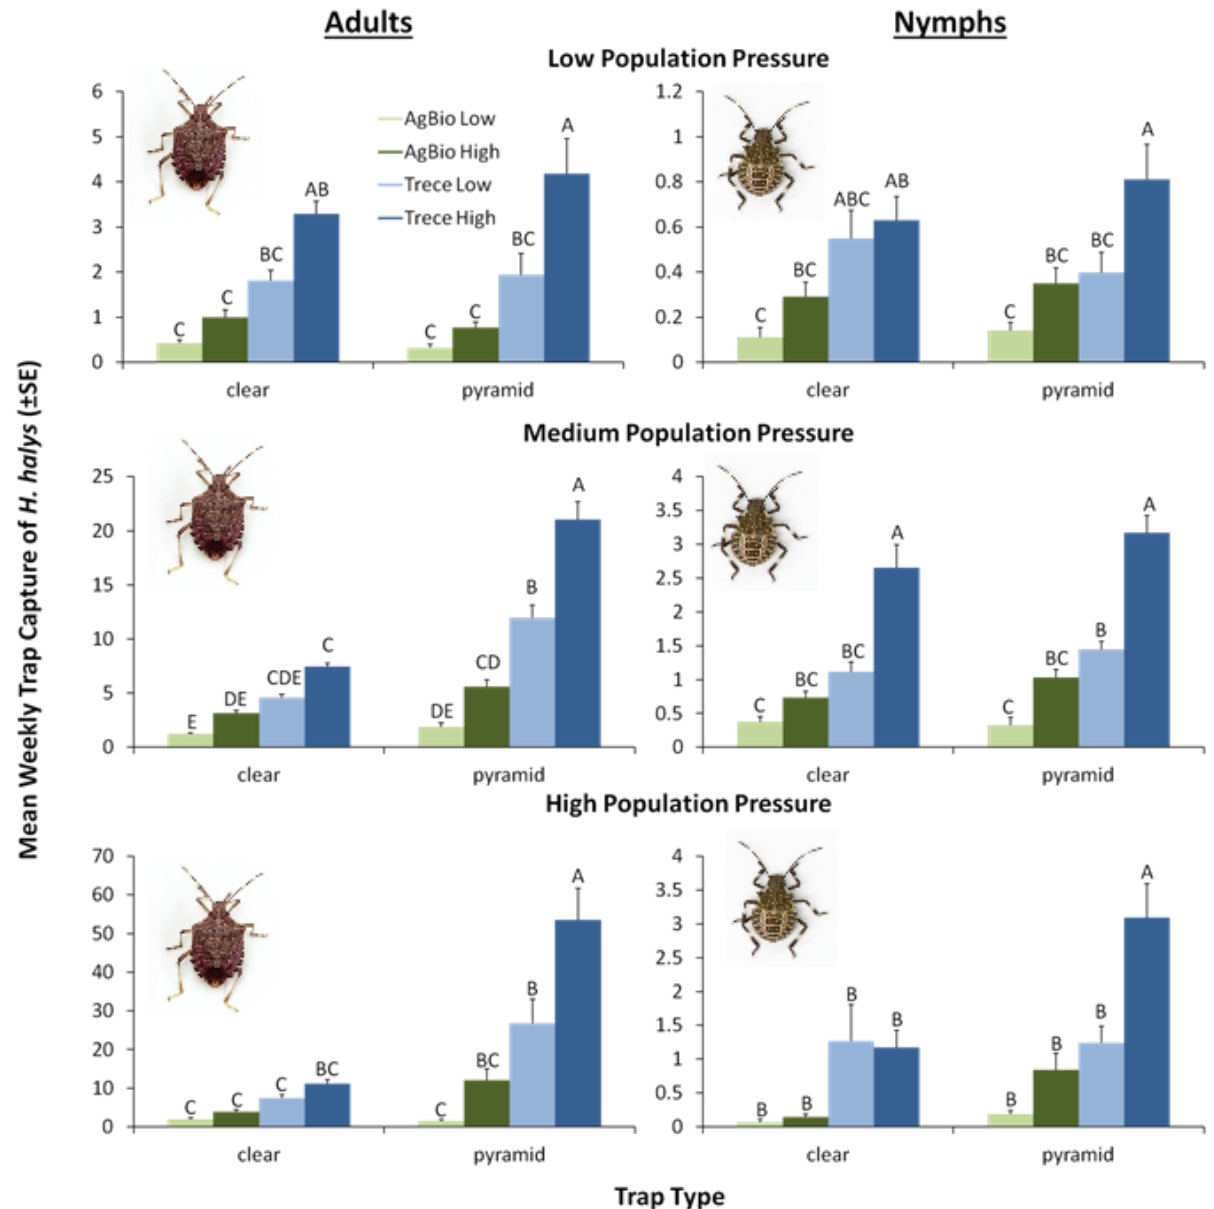 Adults Nymphs
Low Population Pressure
6 5 4 3 2 1 0
AgBio Low
AgBio High
Trece Low
Trece High
C C BC AB C C BC A
clear pyramid
1.2 1 0.8 0.6 0.4 0.2 0
C BC ABC AB C BC BC A
clear pyramid
Mean Weekly Trap Capture of H. halys (±SE)
Medium Population Pressure
25 20 15 10 5 0
E DE CDE C DE CD B A
clear pyramid
4 3.5 3 2.5 2 1.5 1 0.5 0
C BC BC A C BC B A
clear pyramid
High Population Pressure
70 60 50 40 30 20 10 0
C C C BC C BC B A
clear pyramid
4 3.5 3 2.5 2 1.5 1 0.5 0
B B B B B B B A
clear pyramid
Trap Type